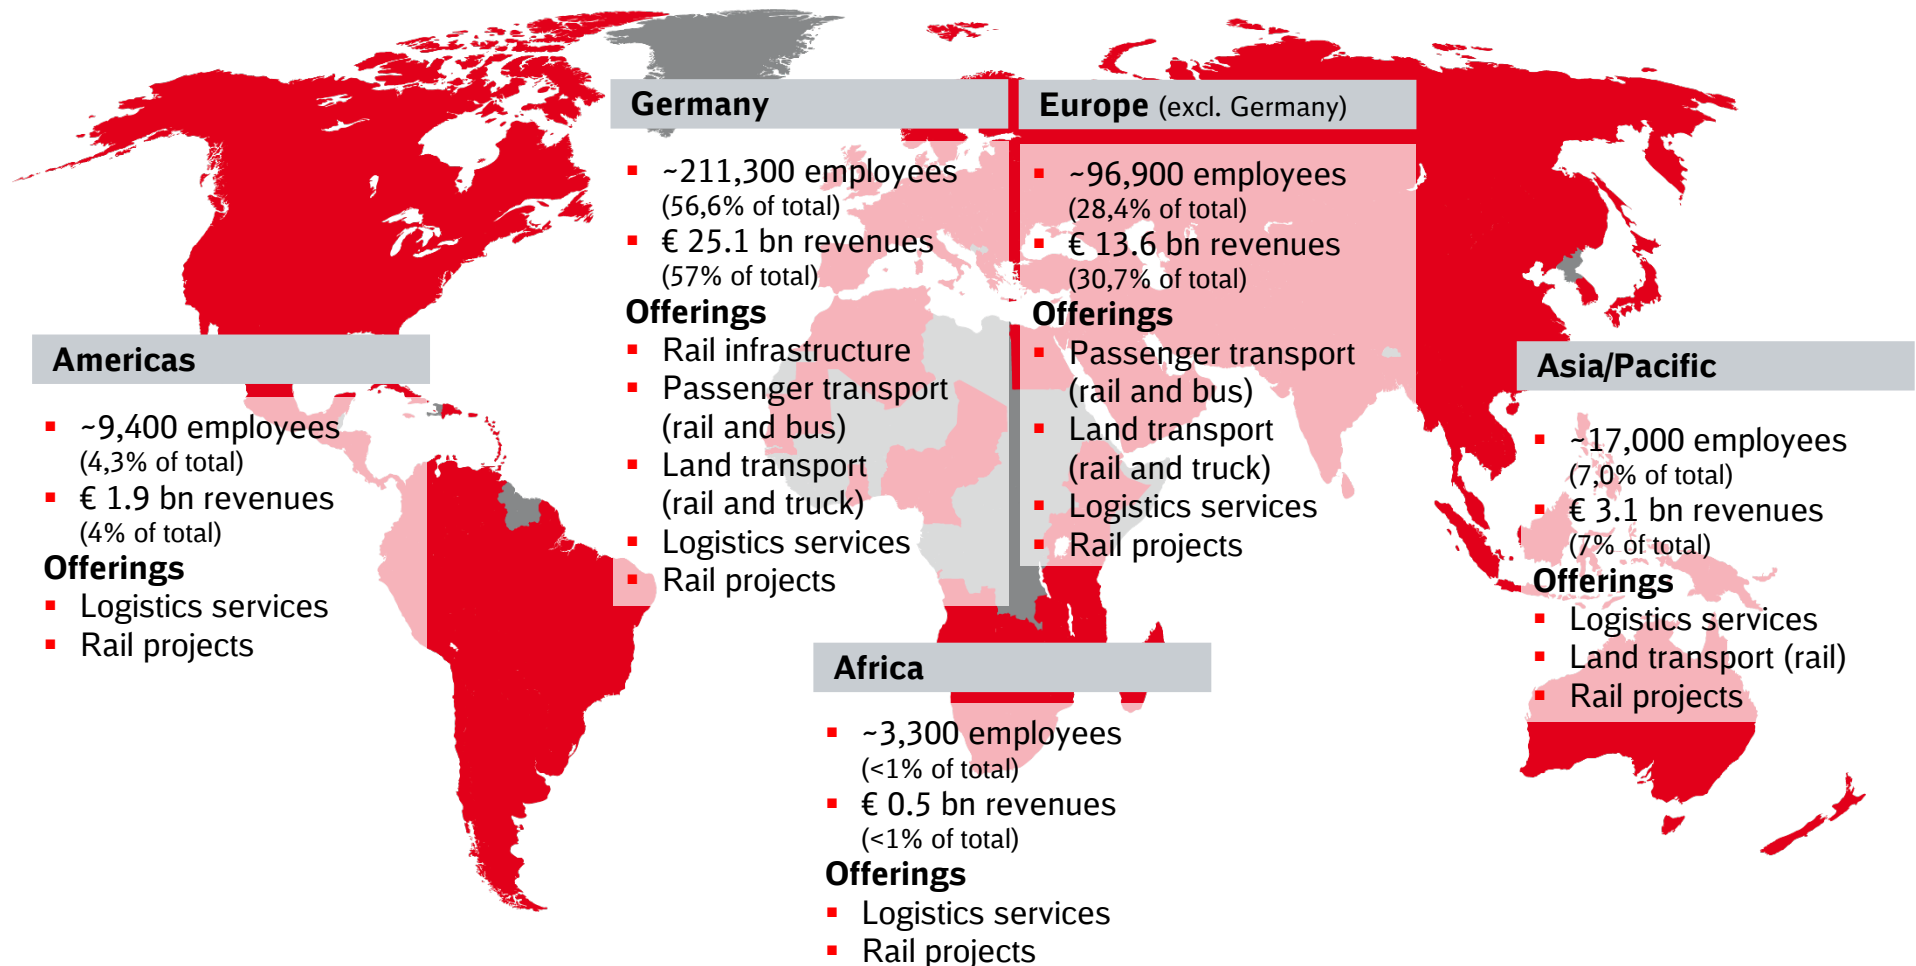 Germany
~211,300 employees
(56,6% of total)
€ 25.1 bn revenues
(57% of total)
Offerings
Rail infrastructure
Passenger transport
(rail and bus)
Land transport
(rail and truck)
Logistics services
Rail projects
Europe (excl. Germany)
~96,900 employees
(28,4% of total)
€ 13.6 bn revenues
(30,7% of total)
Offerings
Passenger transport
(rail and bus)
Land transport
(rail and truck)
Logistics services
Rail projects
Americas
~9,400 employees
(4,3% of total)
€ 1.9 bn revenues
(4% of total)
Offerings
Logistics services
Rail projects
Asia/Pacific
~17,000 employees
(7,0% of total)
€ 3.1 bn revenues
(7% of total)
Offerings
Logistics services
Land transport (rail)
Rail projects
Africa
~3,300 employees
(<1% of total)
€ 0.5 bn revenues
(<1% of total)
Offerings
Logistics services
Rail projects